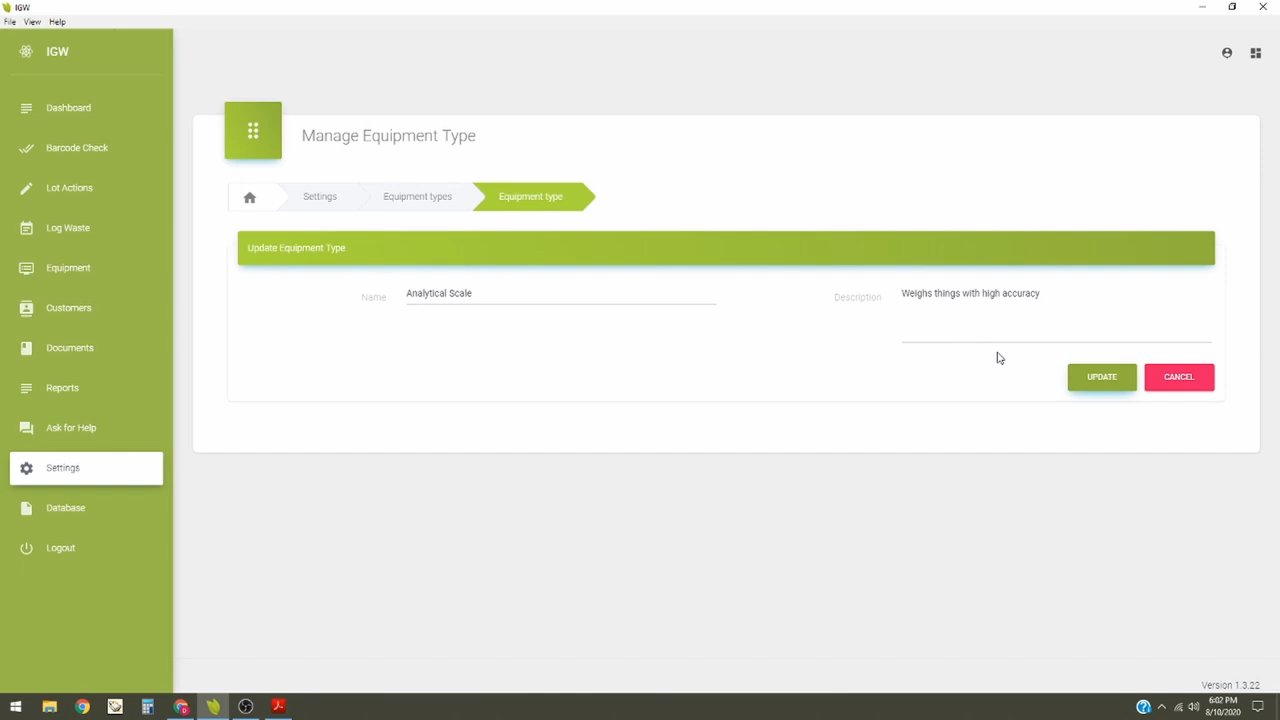 IGW
File View Help
IGW
Dashboard
Barcode Check
Lot Actions
Log Waste
Equipment
Customers
Documents
Reports
Ask for Help
Settings
Database
Logout
Manage Equipment Type
Settings Equipment types Equipment type
Update Equipment Type
Name Analytical Scale Description Weighs things with high accuracy
UPDATE CANCEL
Version 1.3.22
6:02 PM
8/10/2020